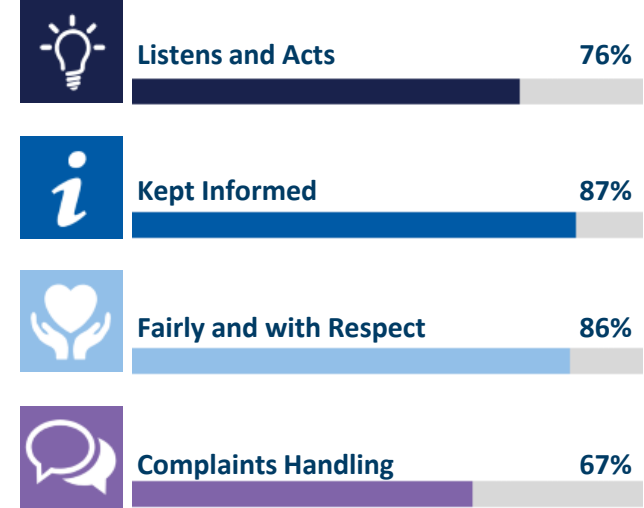 Listens and Acts 76%
Kept Informed 87%
Fairly and with Respect 86%
Complaints Handling 67%